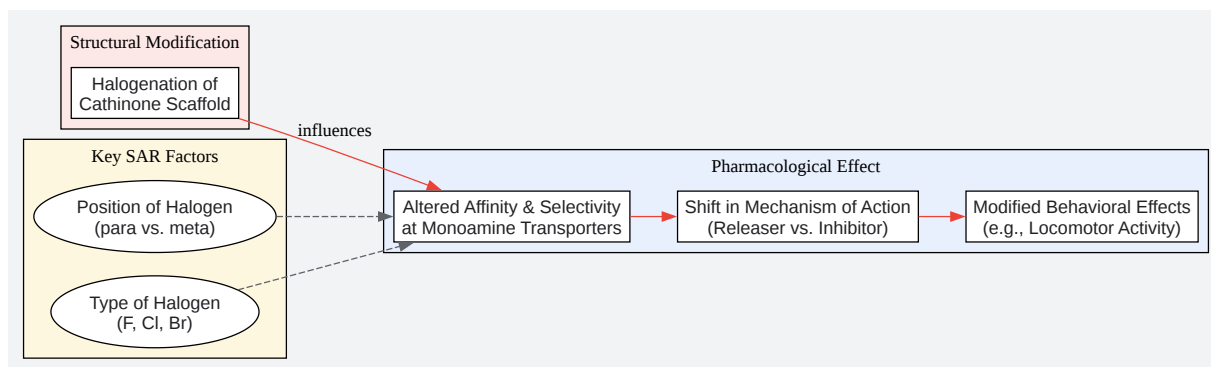 Structural Modification
Halogenation of
Cathinone Scaffold
influences
Key SAR Factors
Position of Halogen
(para vs. meta)
Type of Halogen
(F, Cl, Br)
Pharmacological Effect
Altered Affinity & Selectivity
at Monoamine Transporters
Shift in Mechanism of Action
(Releaser vs. Inhibitor)
Modified Behavioral Effects
(e.g., Locomotor Activity)